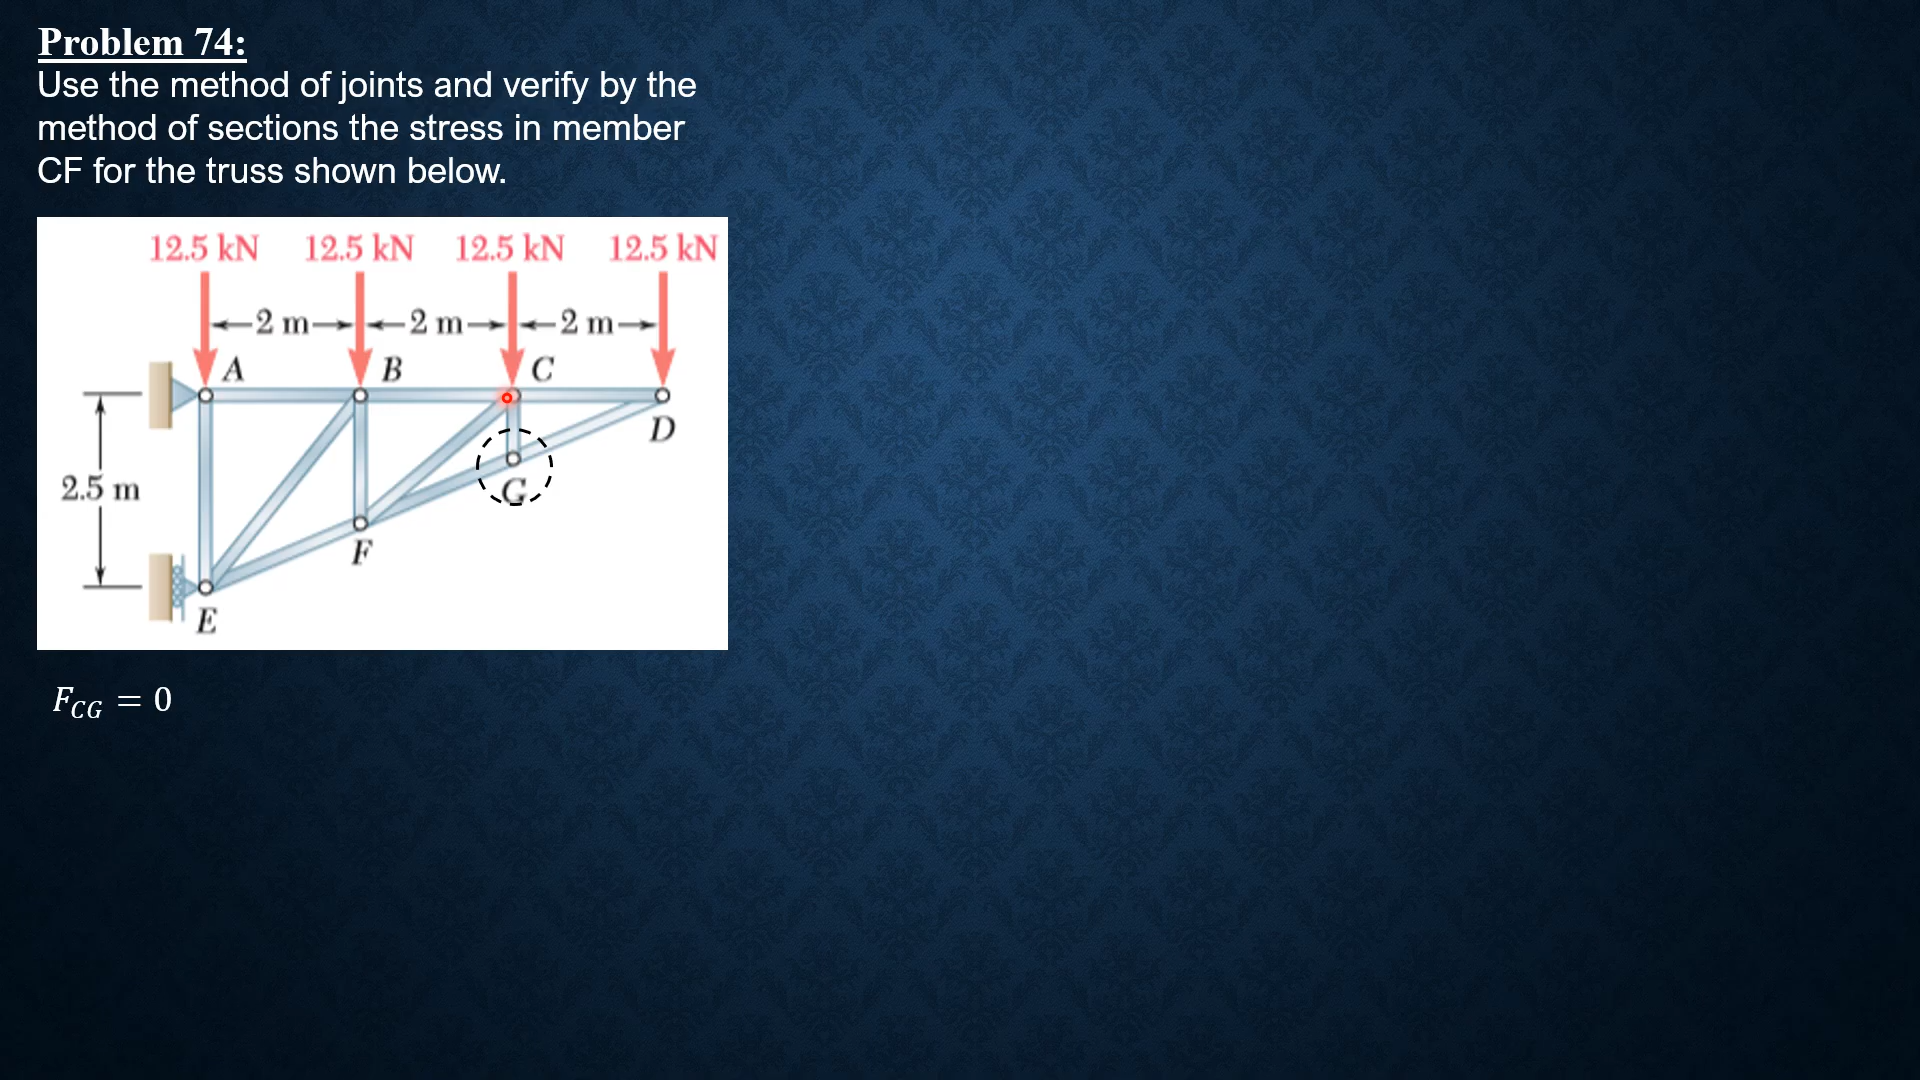 Problem 74:
Use the method of joints and verify by the
method of sections the stress in member
CF for the truss shown below.
12.5 kN 12.5 kN 12.5 kN 12.5 kN
2 m 2 m 2 m
A B C
D
2.5 m
G
F
E
F_{CG} = 0